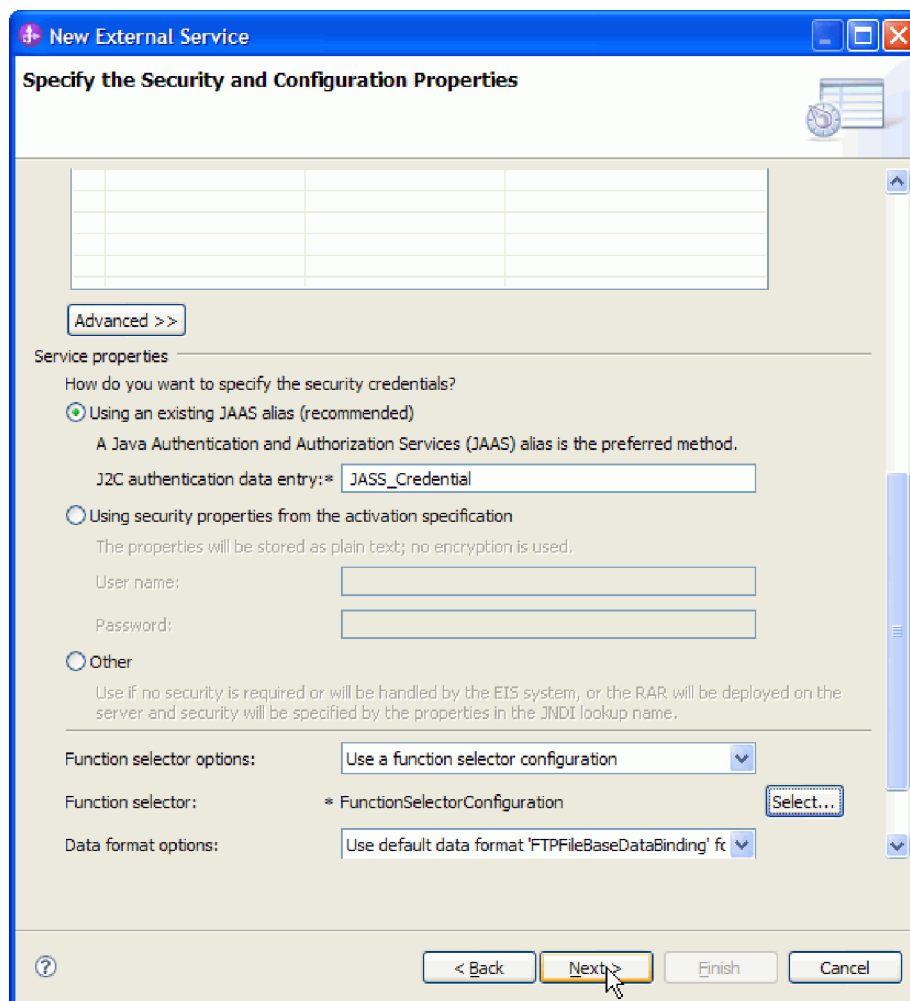 New External Service
Specify the Security and Configuration Properties
Advanced >>
Service properties
How do you want to specify the security credentials?
Using an existing JAAS alias (recommended)
A Java Authentication and Authorization Services (JAAS) alias is the preferred method.
J2C authentication data entry:* JASS_Credential
Using security properties from the activation specification
The properties will be stored as plain text; no encryption is used.
User name:
Password:
Other
Use if no security is required or will be handled by the EIS system, or the RAR will be deployed on the
server and security will be specified by the properties in the JNDI lookup name.
Function selector options: Use a function selector configuration
Function selector: * FunctionSelectorConfiguration Select...
Data format options: Use default data format 'FTPFileBaseDataBinding' fo
? < Back Next > Finish Cancel